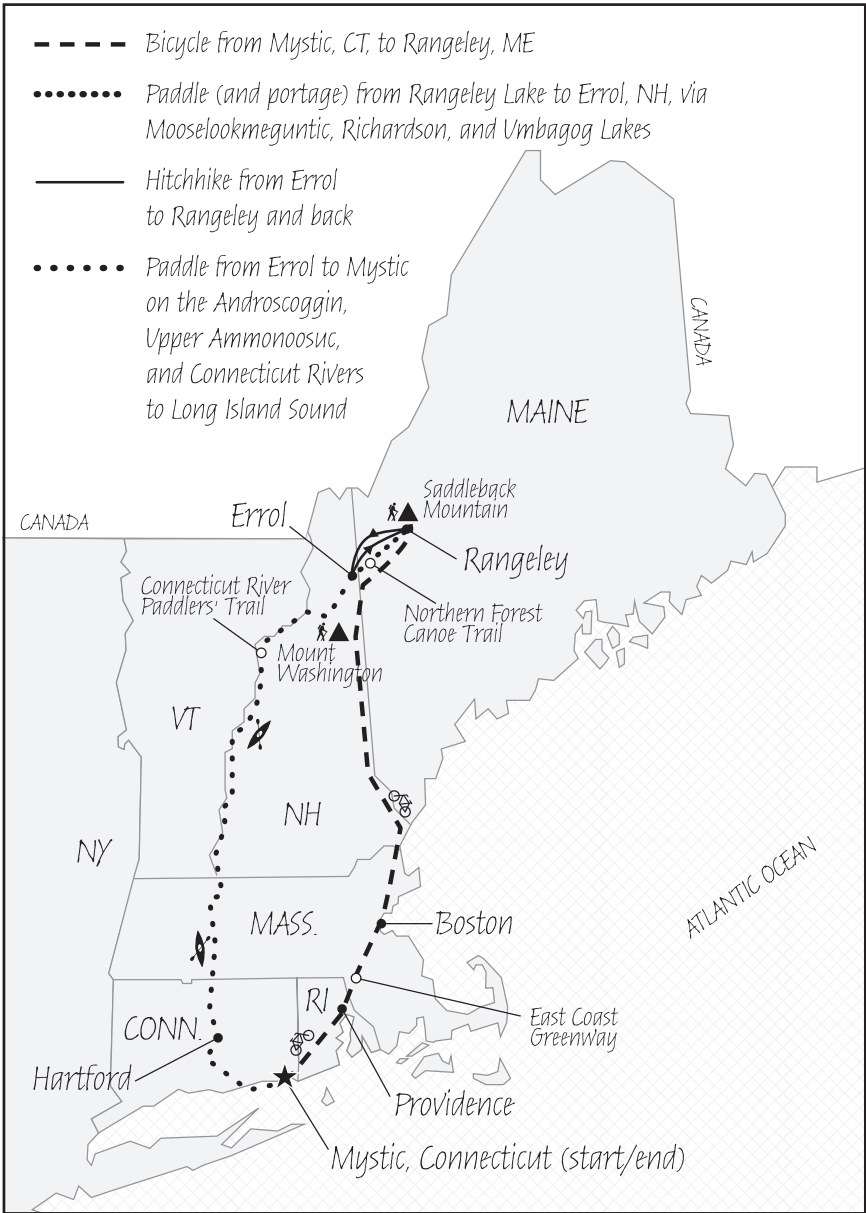 Bicycle from Mystic, CT, to Rangeley, ME
Paddle (and portage) from Rangeley Lake to Errol, NH, via
Mooselookmeguntic, Richardson, and Umbagog Lakes
Hitchhike from Errol
to Rangeley and back
Paddle from Errol to Mystic
on the Androscoggin,
Upper Ammonoosuc,
and Connecticut Rivers
to Long Island Sound
CANADA
MAINE
Saddleback
Mountain
Errol
CANADA
Rangeley
Connecticut River
Paddlers' Trail
Northern Forest
Canoe Trail
Mount
Washington
VT
NH
NY
ATLANTIC OCEAN
MASS.
Boston
RI
East Coast
Greenway
CONN.
Hartford
Providence
Mystic, Connecticut (start/end)